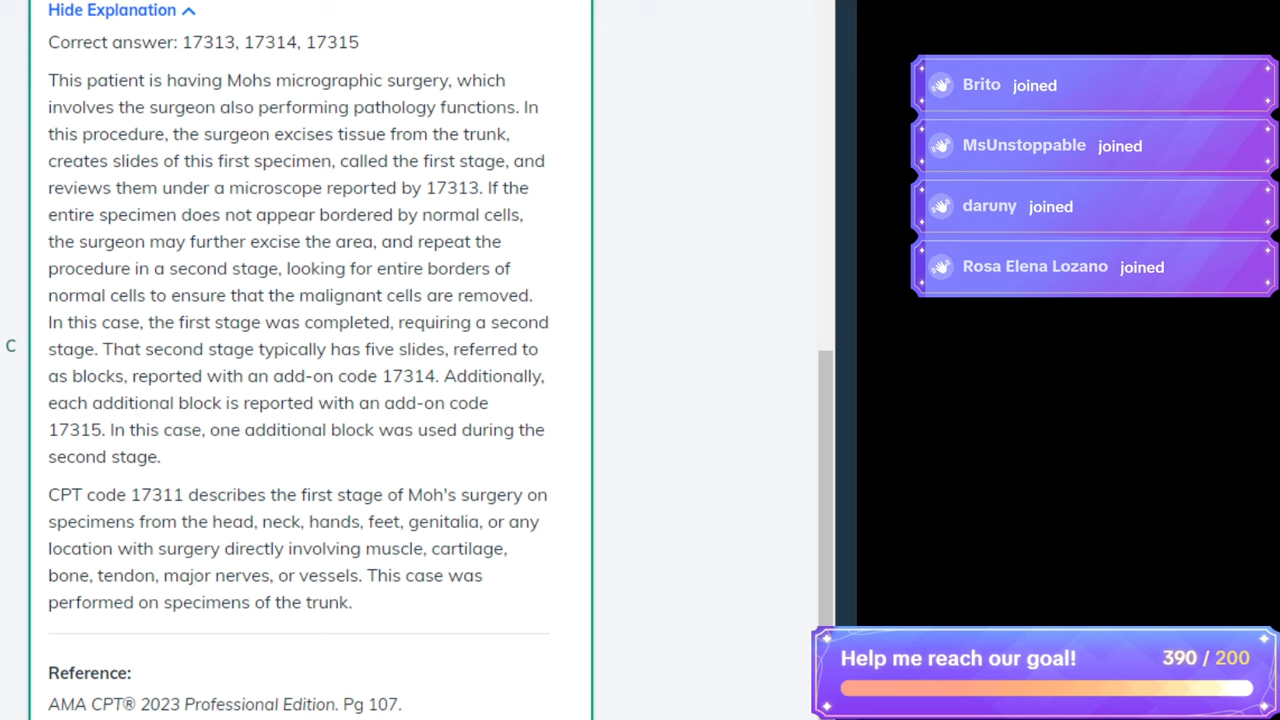 Hide Explanation
Correct answer: 17313, 17314, 17315
This patient is having Mohs micrographic surgery, which
involves the surgeon also performing pathology functions. In
this procedure, the surgeon excises tissue from the trunk,
creates slides of this first specimen, called the first stage, and
reviews them under a microscope reported by 17313. If the
entire specimen does not appear bordered by normal cells,
the surgeon may further excise the area, and repeat the
procedure in a second stage, looking for entire borders of
normal cells to ensure that the malignant cells are removed.
In this case, the first stage was completed, requiring a second
stage. That second stage typically has five slides, referred to
as blocks, reported with an add-on code 17314. Additionally,
each additional block is reported with an add-on code
17315. In this case, one additional block was used during the
second stage.
CPT code 17311 describes the first stage of Moh's surgery on
specimens from the head, neck, hands, feet, genitalia, or any
location with surgery directly involving muscle, cartilage,
bone, tendon, major nerves, or vessels. This case was
performed on specimens of the trunk.
Reference:
AMA CPT® 2023 Professional Edition. Pg 107.
C
Brito joined
MsUnstoppable joined
daruny joined
Rosa Elena Lozano joined
Help me reach our goal! 390 / 200